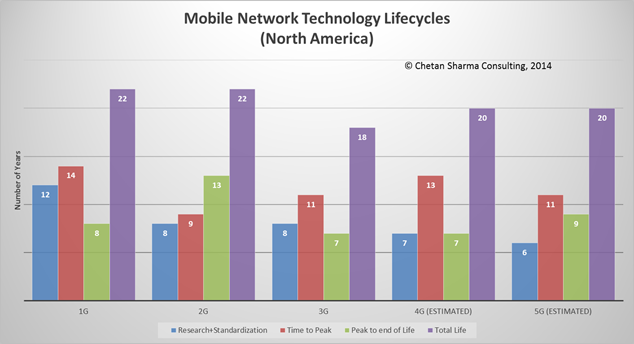 Mobile Network Technology Lifecycles
(North America)
© Chetan Sharma Consulting, 2014
Number of Years
12 14 8 22
8 9 13 22
8 11 7 18
7 13 7 20
6 11 9 20
1G 2G 3G 4G (ESTIMATED) 5G (ESTIMATED)
Research+Standardization Time to Peak Peak to end of Life Total Life